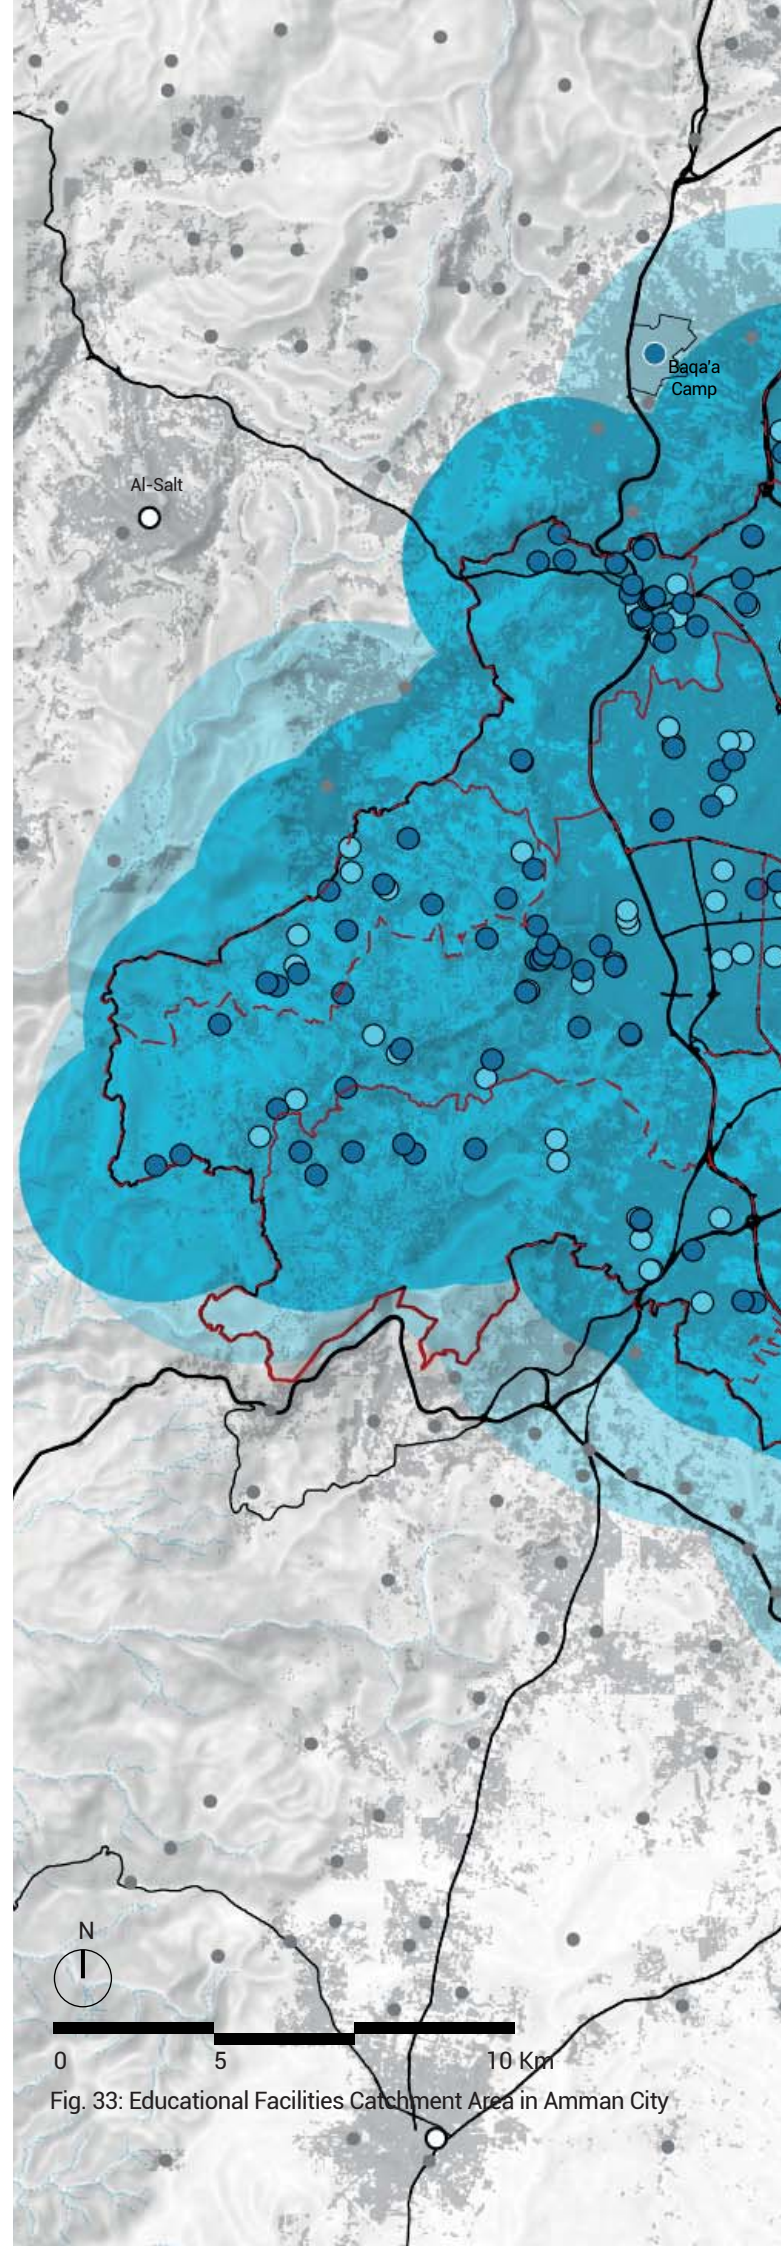 Baqa'a
Camp
Al-Salt
N
0 5 10 Km
Fig. 33: Educational Facilities Catchment Area in Amman City